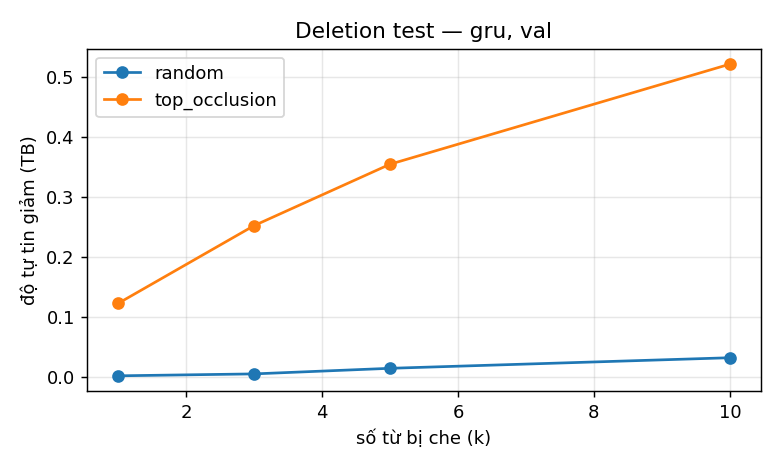 Deletion test — gru, val
random
top_occlusion
độ tự tin giảm (TB)
0.5
0.4
0.3
0.2
0.1
0.0
2 4 6 8 10
số từ bị che (k)